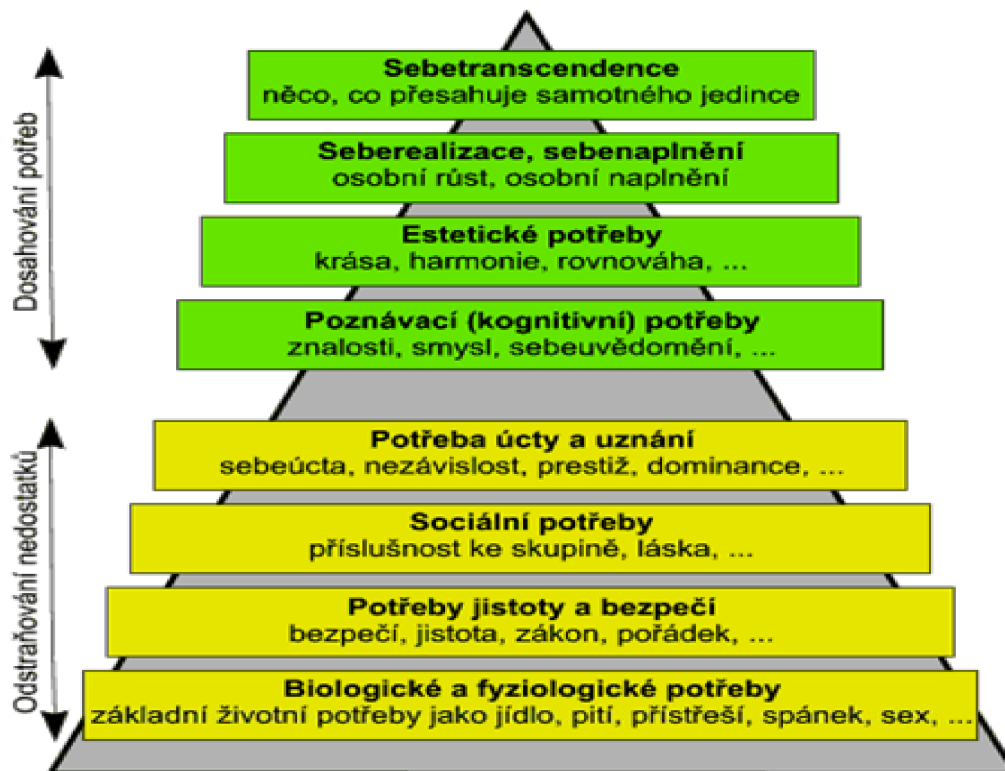 Sebetranscendence
něco, co přesahuje samotného jedince
Seberealizace, sebenaplnění
osobní růst, osobní naplnění
Estetické potřeby
krása, harmonie, rovnováha, ...
Poznávací (kognitivní) potřeby
znalosti, smysl, sebeuvědomění, ...
Dosahování potřeb
Potřeba úcty a uznání
sebeúcta, nezávislost, prestiž, dominance, ...
Sociální potřeby
příslušnost ke skupině, láska, ...
Potřeby jistoty a bezpečí
bezpečí, jistota, zákon, pořádek, ...
Biologické a fyziologické potřeby
základní životní potřeby jako jídlo, pití, přístřeší, spánek, sex, ...
Odstraňování nedostatků